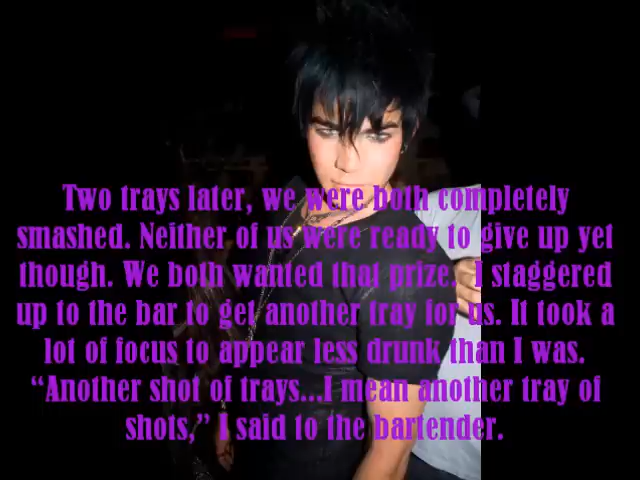 Two trays later, we were both completely
smashed. Neither of us were ready to give up yet
though. We both wanted that prize.  I staggered
up to the bar to get another tray for us. It took a
lot of focus to appear less drunk than I was.
“Another shot of trays...I mean another tray of
shots,” I said to the bartender.